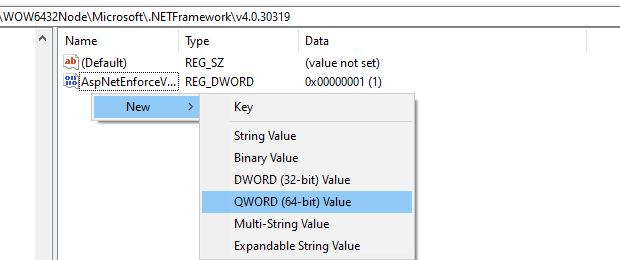 \WOW6432Node\Microsoft\.NETFramework\v4.0.30319
Name Type Data
(Default) REG_SZ (value not set)
AspNetEnforceV... REG_DWORD 0x00000001 (1)
New > Key
String Value
Binary Value
DWORD (32-bit) Value
QWORD (64-bit) Value
Multi-String Value
Expandable String Value